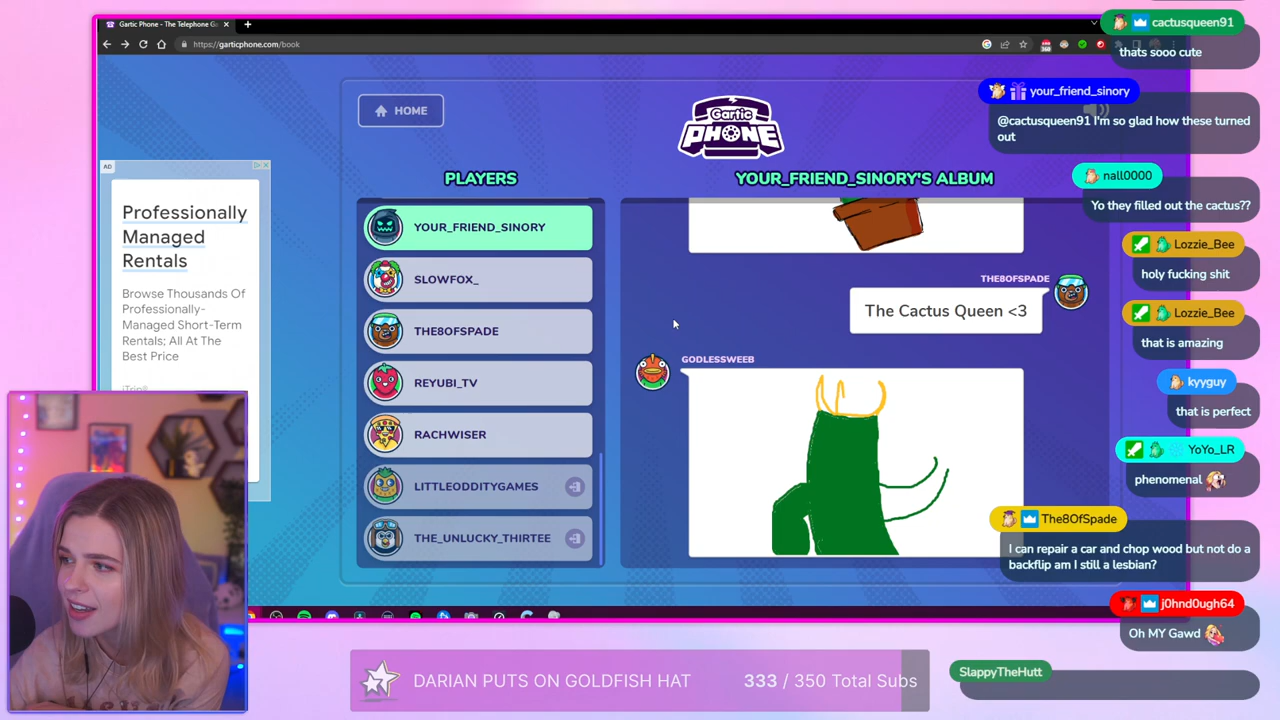 Gartic Phone - The Telephone Ga
https://garticphone.com/book
HOME
Gartic
PHONE
AD
Professionally
Managed
Rentals
Browse Thousands Of
Professionally-
Managed Short-Term
Rentals; All At The
Best Price
PLAYERS
YOUR_FRIEND_SINORY
SLOWFOX_
THE8OFSPADE
REYUBI_TV
RACHWISER
LITTLEODDITYGAMES
THE_UNLUCKY_THIRTEE
YOUR_FRIEND_SINORY'S ALBUM
THE8OFSPADE
The Cactus Queen <3
GODLESSWEEB
cactusqueen91
thats sooo cute
your_friend_sinory
@cactusqueen91 I'm so glad how these turned
out
nall0000
Yo they filled out the cactus??
Lozzie_Bee
holy fucking shit
Lozzie_Bee
that is amazing
kyyguy
that is perfect
YoYo_LR
phenomenal
The8OfSpade
I can repair a car and chop wood but not do a
backflip am I still a lesbian?
j0hnd0ugh64
Oh MY Gawd
SlappyTheHutt
DARIAN PUTS ON GOLDFISH HAT 333 / 350 Total Subs